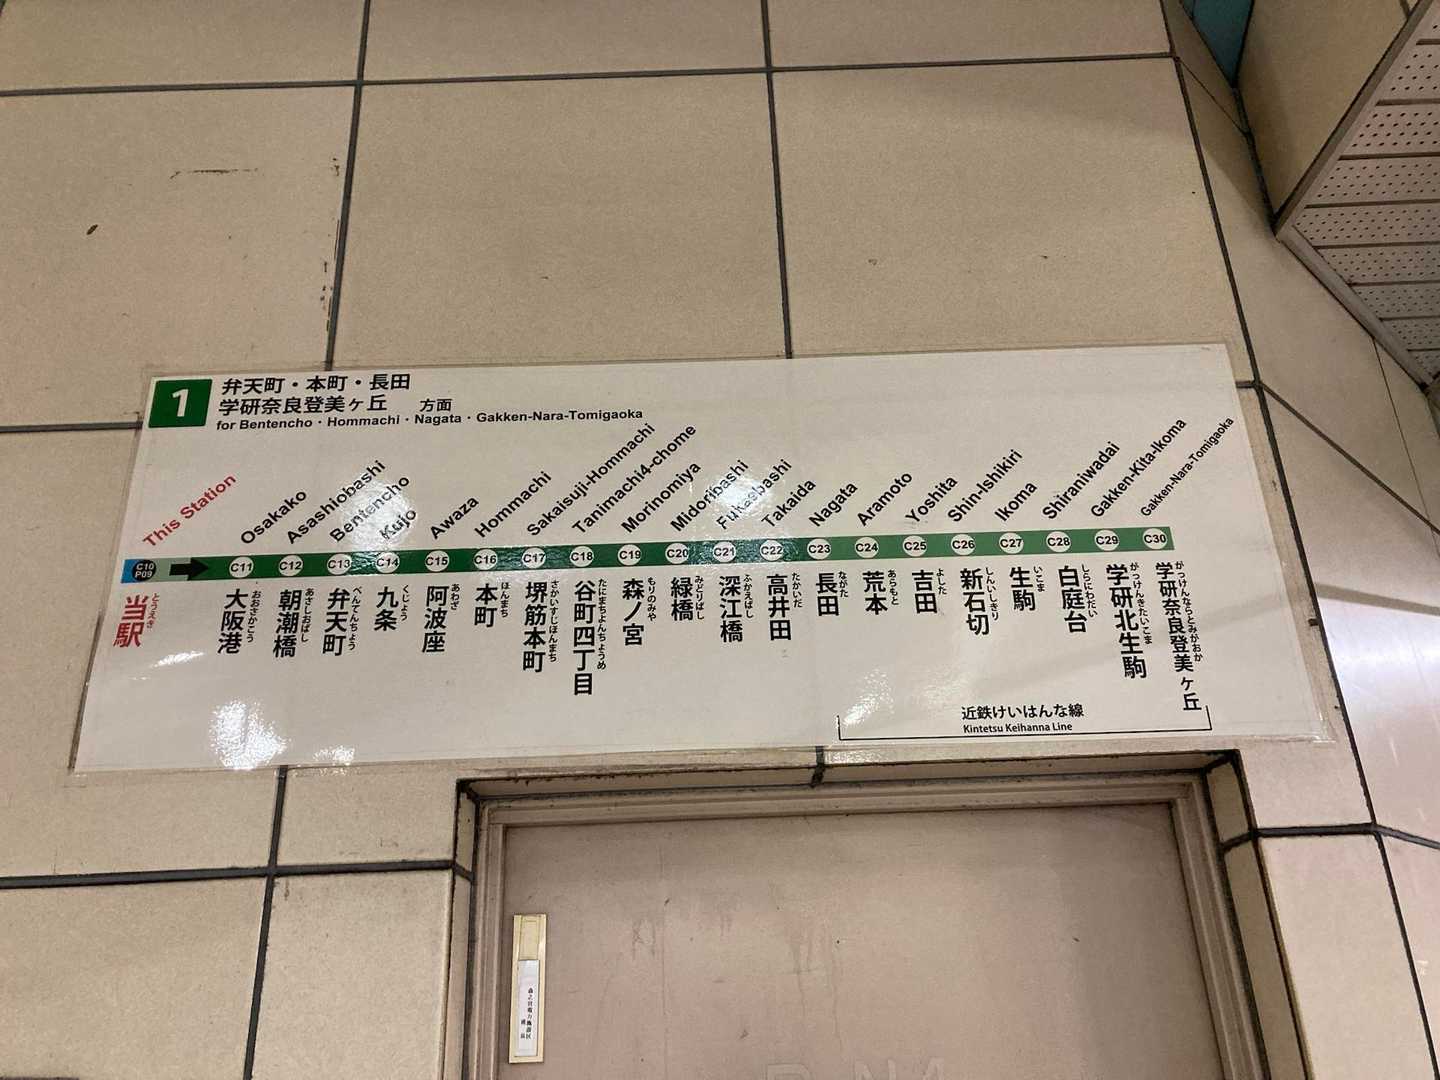 1
弁天町・本町・長田
学研奈良登美ヶ丘 方面
for Bentencho・Hommachi・Nagata・Gakken-Nara-Tomigaoka
This Station
Osakako
Asashiobashi
Bentencho
Kujo
Awaza
Hommachi
Sakaisuji-Hommachi
Tanimachi4-chome
Morinomiya
Midoribashi
Fukaebashi
Takaida
Nagata
Aramoto
Yoshita
Shin-Ishikiri
Ikoma
Shiraniwadai
Gakken-Kita-Ikoma
Gakken-Nara-Tomigaoka
C10
P09
C11 C12 C13 C14 C15 C16 C17 C18 C19 C20 C21 C22 C23 C24 C25 C26 C27 C28 C29 C30
当駅
とうえき
大阪港
おおさかこう
朝潮橋
あさしおばし
弁天町
べんてんちょう
九条
くじょう
阿波座
あわざ
本町
ほんまち
堺筋本町
さかいすじほんまち
谷町四丁目
たにまちよんちょうめ
森ノ宮
もりのみや
緑橋
みどりばし
深江橋
ふかえばし
高井田
たかいだ
長田
ながた
荒本
あらもと
吉田
よした
新石切
しんいしきり
生駒
いこま
白庭台
しらにわだい
学研北生駒
がっけんきたいこま
学研奈良登美ヶ丘
がっけんならとみがおか
近鉄けいはんな線
Kintetsu Keihanna Line